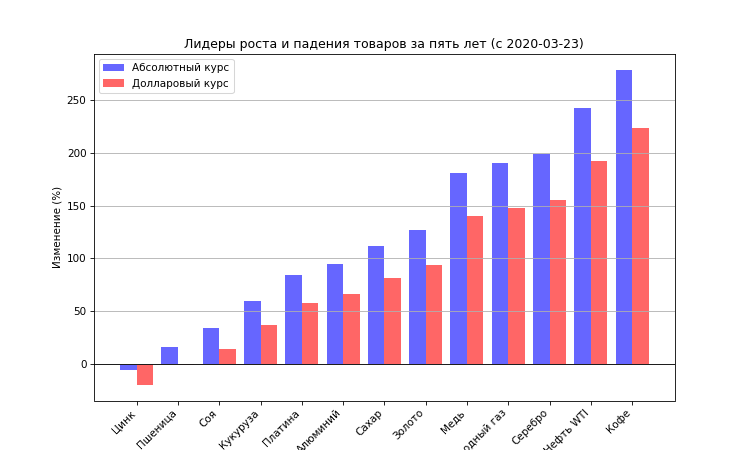 Лидеры роста и падения товаров за пять лет (с 2020-03-23)
Абсолютный курс
Долларовый курс
Изменение (%)
250
200
150
100
50
0
Цинк
Пшеница
Соя
Кукуруза
Платина
Алюминий
Сахар
Золото
Медь
одный газ
Серебро
Нефть WTI
Кофе